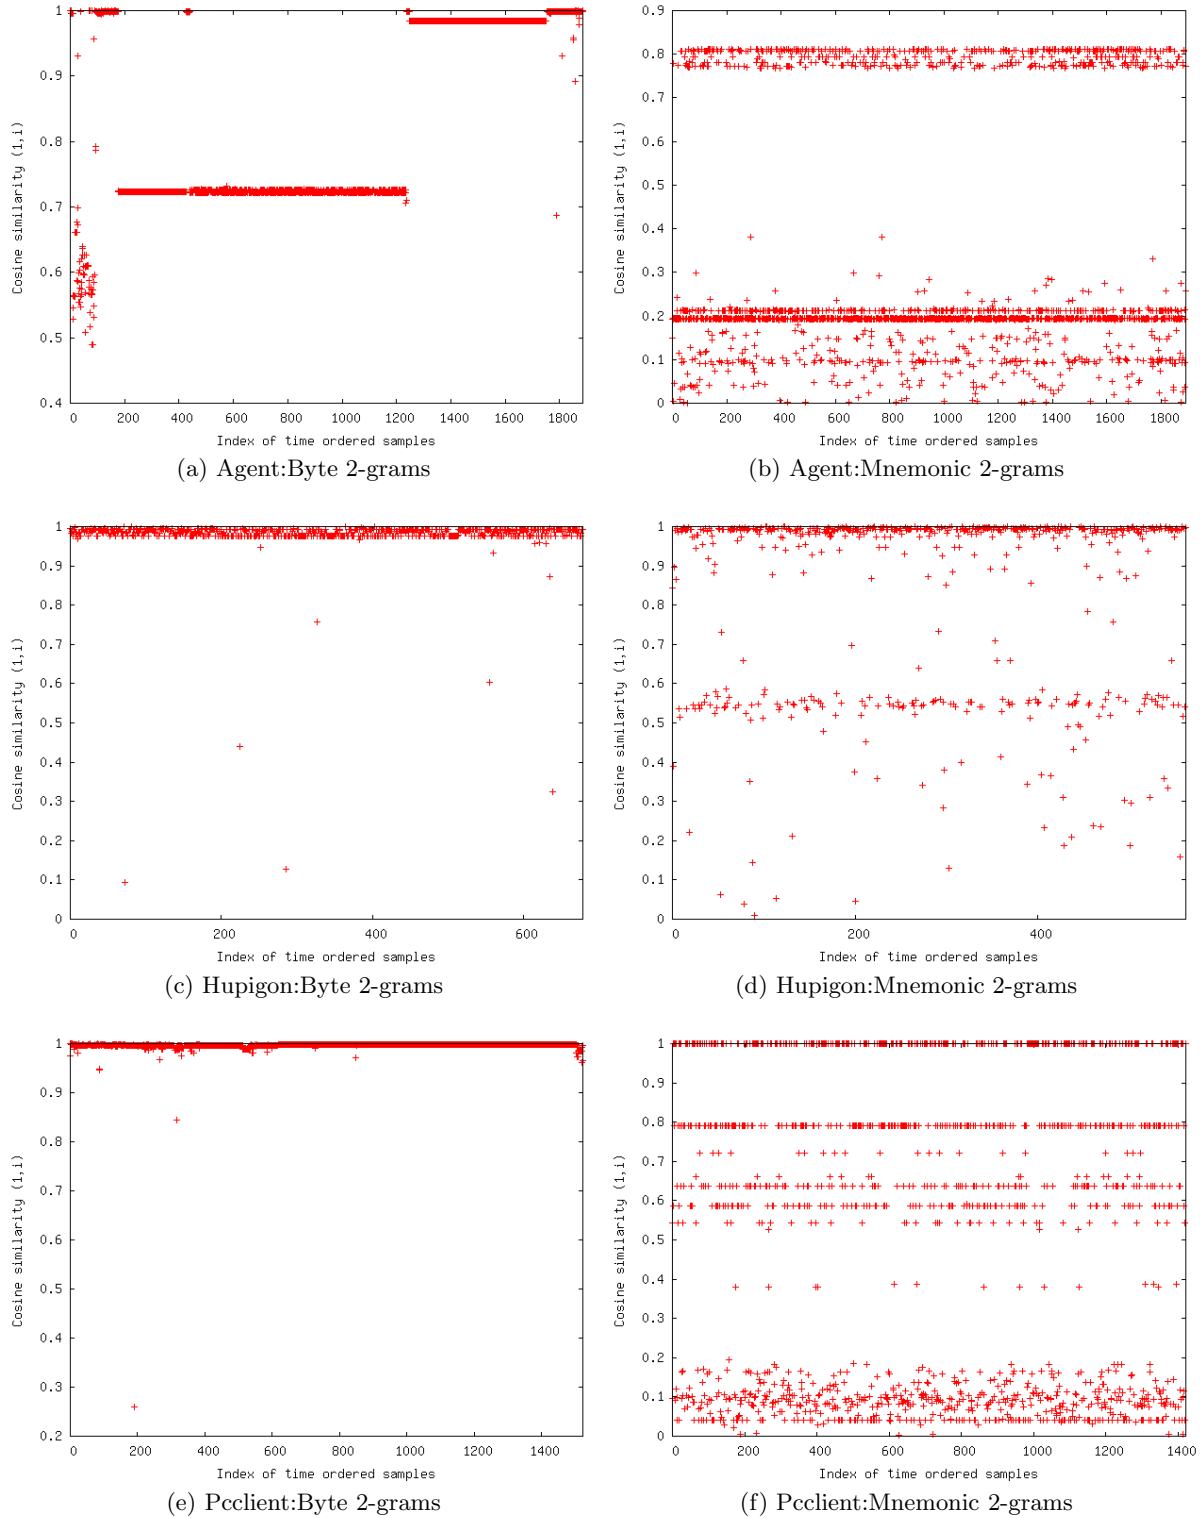 1
0.9
0.8
0.7
0.6
0.5
0.4
Cosine similarity (1,i)
0 200 400 600 800 1000 1200 1400 1600 1800
Index of time ordered samples
(a) Agent:Byte 2-grams
0.9
0.8
0.7
0.6
0.5
0.4
0.3
0.2
0.1
0
Cosine similarity (1,i)
0 200 400 600 800 1000 1200 1400 1600 1800
Index of time ordered samples
(b) Agent:Mnemonic 2-grams
1
0.9
0.8
0.7
0.6
0.5
0.4
0.3
0.2
0.1
0
Cosine similarity (1,i)
0 200 400 600
Index of time ordered samples
(c) Hupigon:Byte 2-grams
1
0.9
0.8
0.7
0.6
0.5
0.4
0.3
0.2
0.1
0
Cosine similarity (1,i)
0 200 400
Index of time ordered samples
(d) Hupigon:Mnemonic 2-grams
1
0.9
0.8
0.7
0.6
0.5
0.4
0.3
0.2
Cosine similarity (1,i)
0 200 400 600 800 1000 1200 1400
Index of time ordered samples
(e) Pcclient:Byte 2-grams
1
0.9
0.8
0.7
0.6
0.5
0.4
0.3
0.2
0.1
0
Cosine similarity (1,i)
0 200 400 600 800 1000 1200 1400
Index of time ordered samples
(f) Pcclient:Mnemonic 2-grams